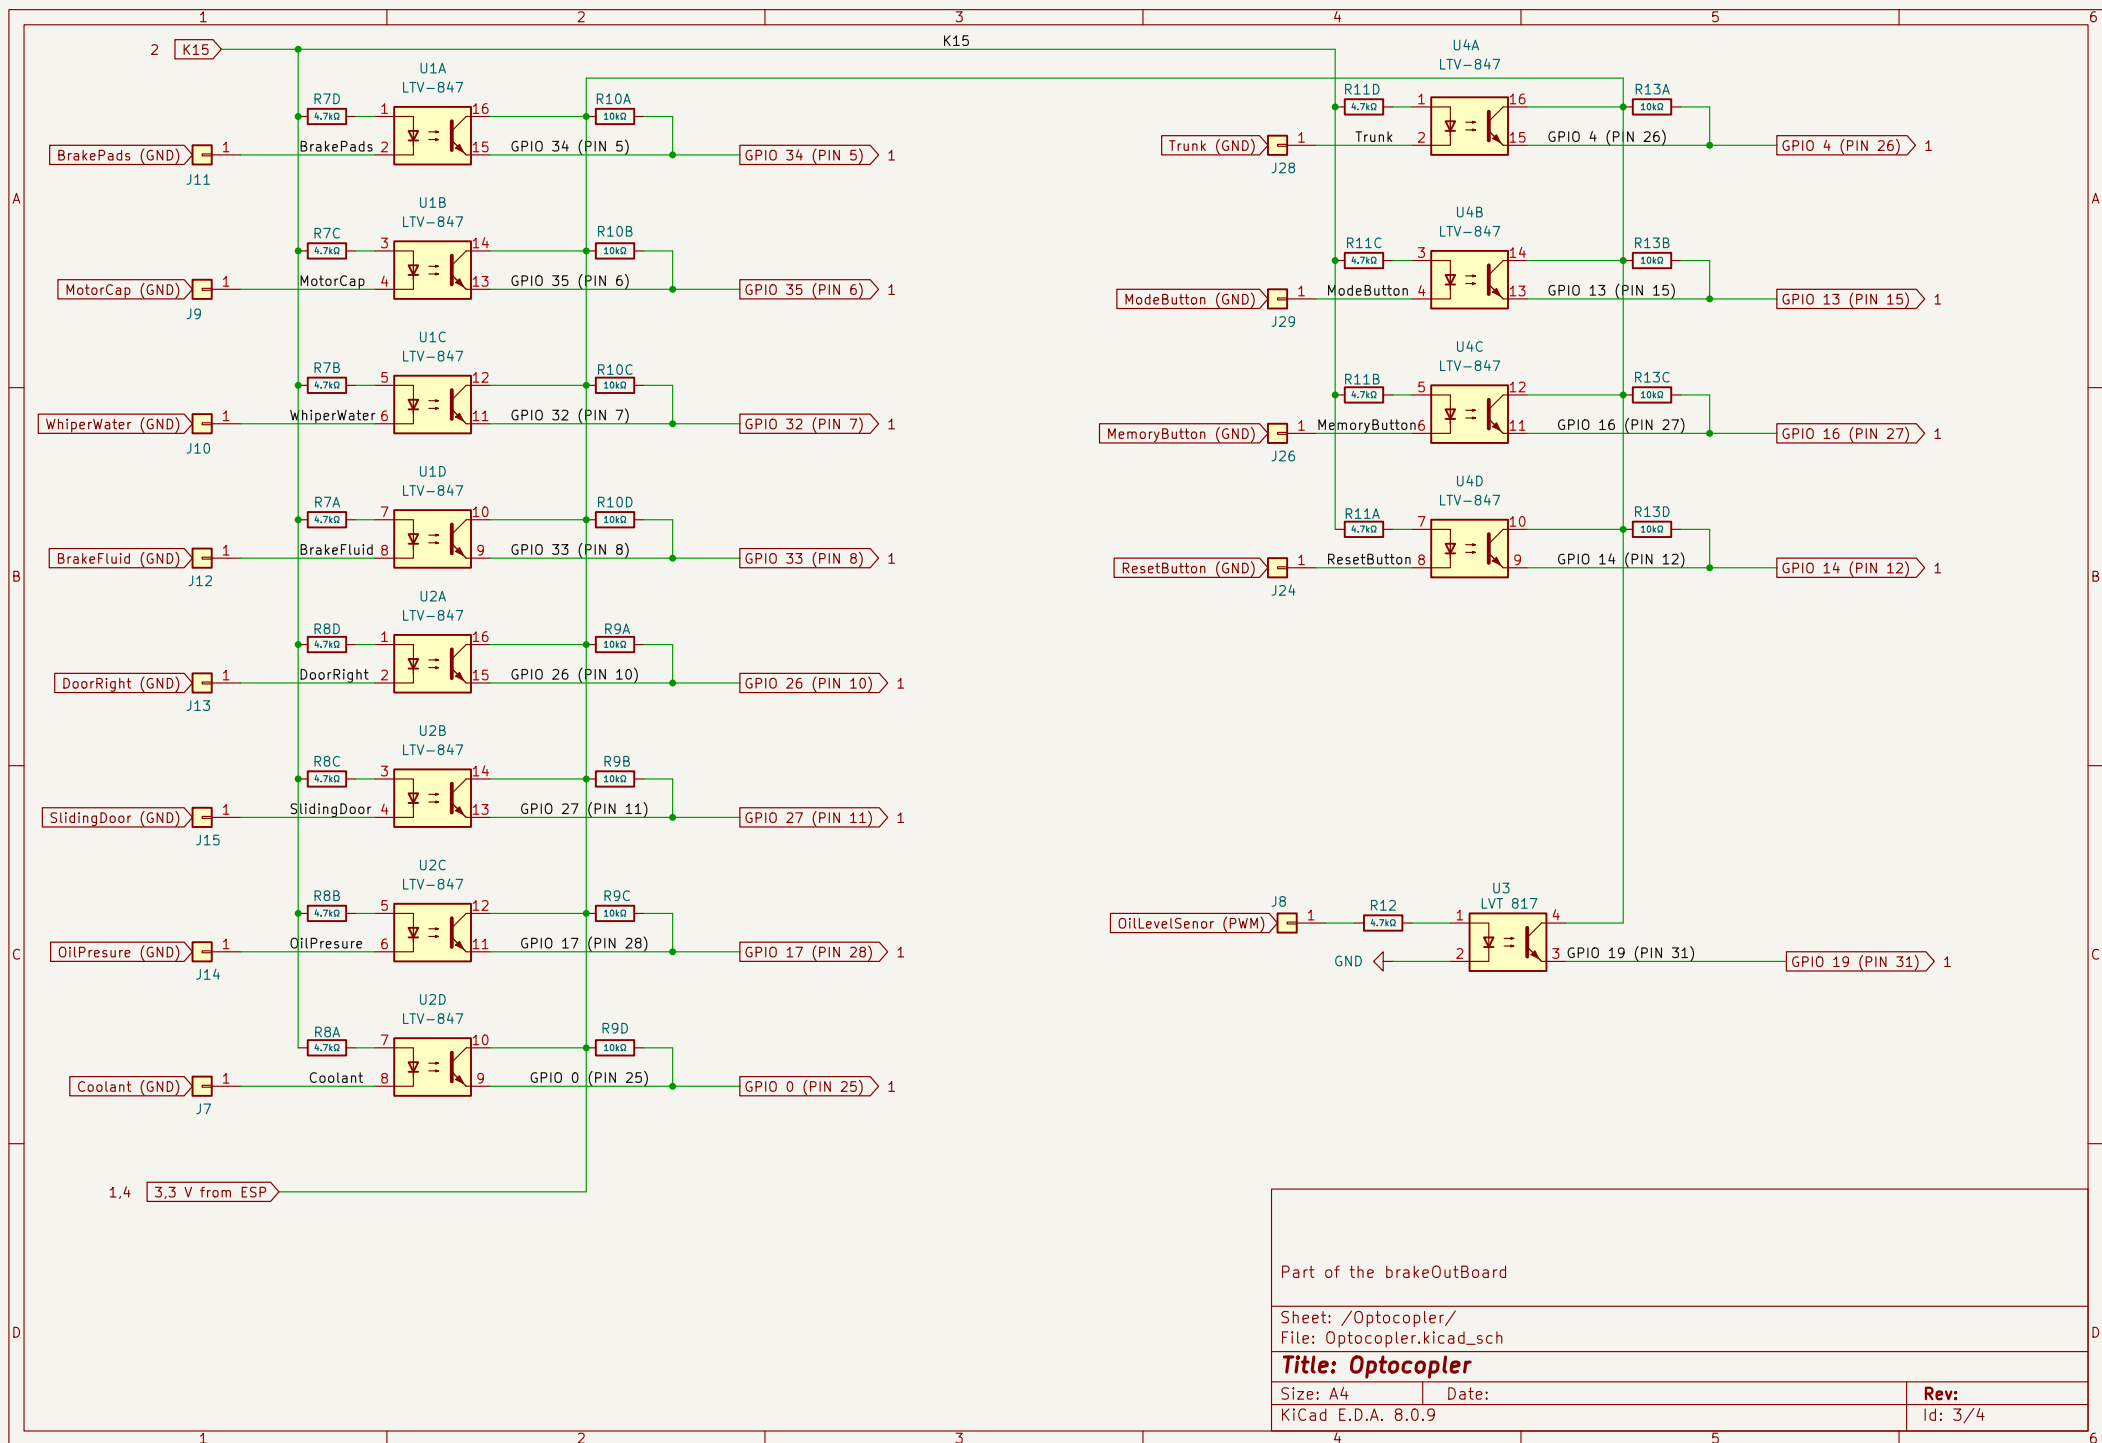 1 2 3 4 5 6
2 K15 K15
U1A
LTV-847
R7D 4.7kΩ 1 16 R10A 10kΩ
BrakePads (GND) 1 BrakePads 2 15 GPIO 34 (PIN 5) GPIO 34 (PIN 5) 1
J11
A
U1B
LTV-847
R7C 4.7kΩ 3 14 R10B 10kΩ
MotorCap (GND) 1 MotorCap 4 13 GPIO 35 (PIN 6) GPIO 35 (PIN 6) 1
J9
U1C
LTV-847
R7B 4.7kΩ 5 12 R10C 10kΩ
WhiperWater (GND) 1 WhiperWater 6 11 GPIO 32 (PIN 7) GPIO 32 (PIN 7) 1
J10
U1D
LTV-847
R7A 4.7kΩ 7 10 R10D 10kΩ
BrakeFluid (GND) 1 BrakeFluid 8 9 GPIO 33 (PIN 8) GPIO 33 (PIN 8) 1
J12
B
U2A
LTV-847
R8D 4.7kΩ 1 16 R9A 10kΩ
DoorRight (GND) 1 DoorRight 2 15 GPIO 26 (PIN 10) GPIO 26 (PIN 10) 1
J13
U2B
LTV-847
R8C 4.7kΩ 3 14 R9B 10kΩ
SlidingDoor (GND) 1 SlidingDoor 4 13 GPIO 27 (PIN 11) GPIO 27 (PIN 11) 1
J15
U2C
LTV-847
R8B 4.7kΩ 5 12 R9C 10kΩ
OilPresure (GND) 1 OilPresure 6 11 GPIO 17 (PIN 28) GPIO 17 (PIN 28) 1
J14
C
U2D
LTV-847
R8A 4.7kΩ 7 10 R9D 10kΩ
Coolant (GND) 1 Coolant 8 9 GPIO 0 (PIN 25) GPIO 0 (PIN 25) 1
J7
1,4 3,3 V from ESP
D
U4A
LTV-847
R11D 4.7kΩ 1 16 R13A 10kΩ
Trunk (GND) 1 Trunk 2 15 GPIO 4 (PIN 26) GPIO 4 (PIN 26) 1
J28
A
U4B
LTV-847
R11C 4.7kΩ 3 14 R13B 10kΩ
ModeButton (GND) 1 ModeButton 4 13 GPIO 13 (PIN 15) GPIO 13 (PIN 15) 1
J29
U4C
LTV-847
R11B 4.7kΩ 5 12 R13C 10kΩ
MemoryButton (GND) 1 MemoryButton 6 11 GPIO 16 (PIN 27) GPIO 16 (PIN 27) 1
J26
U4D
LTV-847
R11A 4.7kΩ 7 10 R13D 10kΩ
ResetButton (GND) 1 ResetButton 8 9 GPIO 14 (PIN 12) GPIO 14 (PIN 12) 1
J24
B
U3
LVT 817
J8
OilLevelSenor (PWM) 1 R12 4.7kΩ 1 4
GND 2 3 GPIO 19 (PIN 31) GPIO 19 (PIN 31) 1
C
Part of the brakeOutBoard
Sheet: /Optocopler/
File: Optocopler.kicad_sch
D
Title: Optocopler
Size: A4 Date: Rev:
KiCad E.D.A. 8.0.9 Id: 3/4
1 2 3 4 5 6